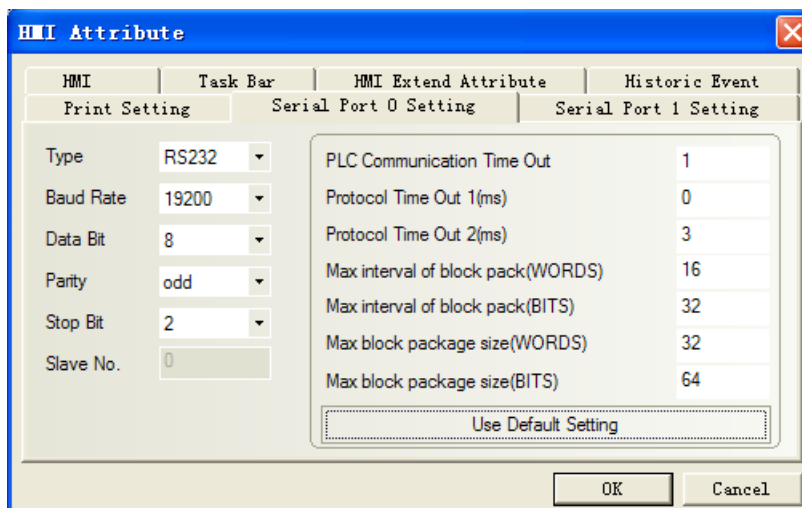 HMI Attribute
HMI Task Bar HMI Extend Attribute Historic Event
Print Setting Serial Port 0 Setting Serial Port 1 Setting
Type RS232
Baud Rate 19200
Data Bit 8
Parity odd
Stop Bit 2
Slave No. 0
PLC Communication Time Out 1
Protocol Time Out 1(ms) 0
Protocol Time Out 2(ms) 3
Max interval of block pack(WORDS) 16
Max interval of block pack(BITS) 32
Max block package size(WORDS) 32
Max block package size(BITS) 64
Use Default Setting
OK Cancel